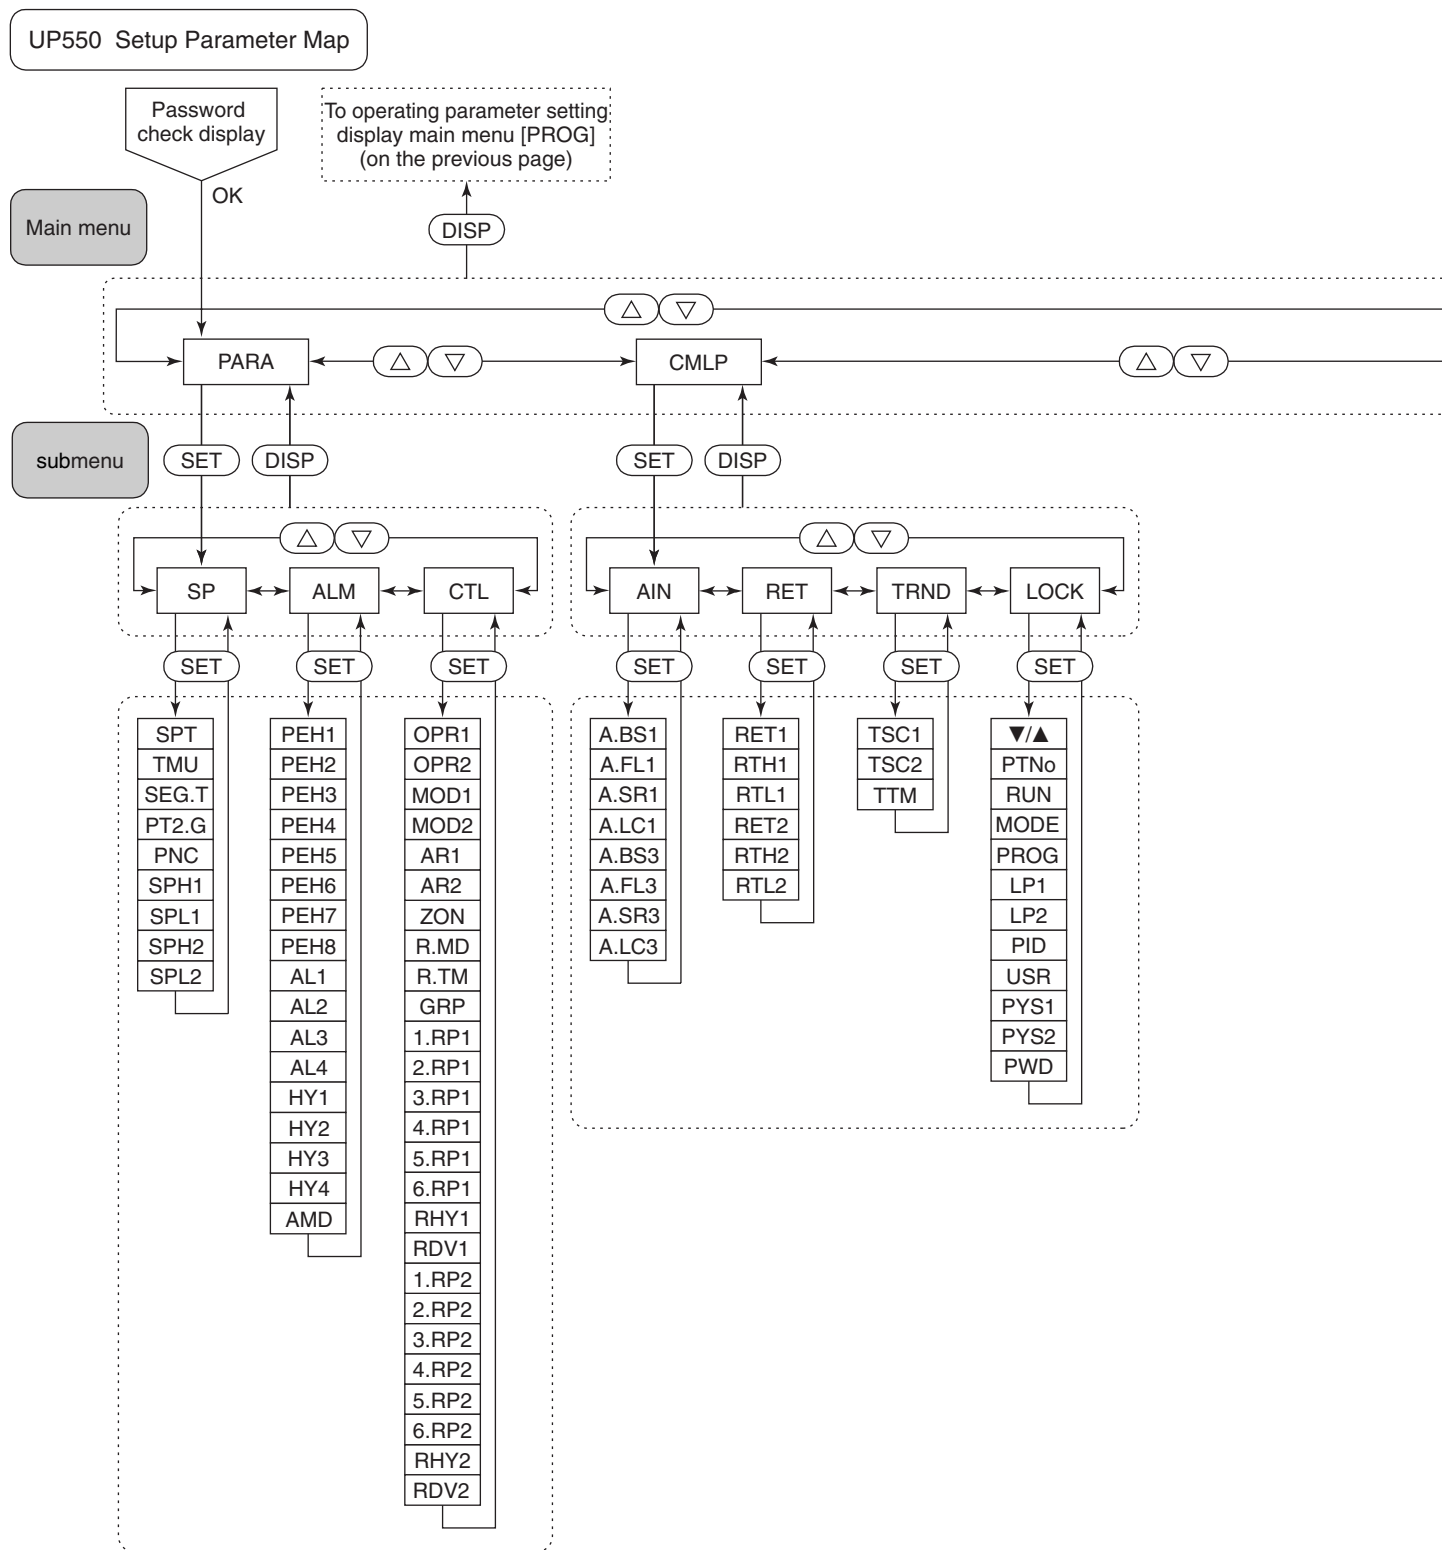 UP550 Setup Parameter Map
Password
check display
To operating parameter setting
display main menu [PROG]
(on the previous page)
OK
Main menu
DISP
△ ▽
PARA
△ ▽
CMLP
△ ▽
submenu
SET
DISP
SET
DISP
△ ▽
△ ▽
SP
ALM
CTL
AIN
RET
TRND
LOCK
SET
SET
SET
SET
SET
SET
SET
SPT
TMU
SEG.T
PT2.G
PNC
SPH1
SPL1
SPH2
SPL2
PEH1
PEH2
PEH3
PEH4
PEH5
PEH6
PEH7
PEH8
AL1
AL2
AL3
AL4
HY1
HY2
HY3
HY4
AMD
OPR1
OPR2
MOD1
MOD2
AR1
AR2
ZON
R.MD
R.TM
GRP
1.RP1
2.RP1
3.RP1
4.RP1
5.RP1
6.RP1
RHY1
RDV1
1.RP2
2.RP2
3.RP2
4.RP2
5.RP2
6.RP2
RHY2
RDV2
A.BS1
A.FL1
A.SR1
A.LC1
A.BS3
A.FL3
A.SR3
A.LC3
RET1
RTH1
RTL1
RET2
RTH2
RTL2
TSC1
TSC2
TTM
▼/▲
PTNo
RUN
MODE
PROG
LP1
LP2
PID
USR
PYS1
PYS2
PWD